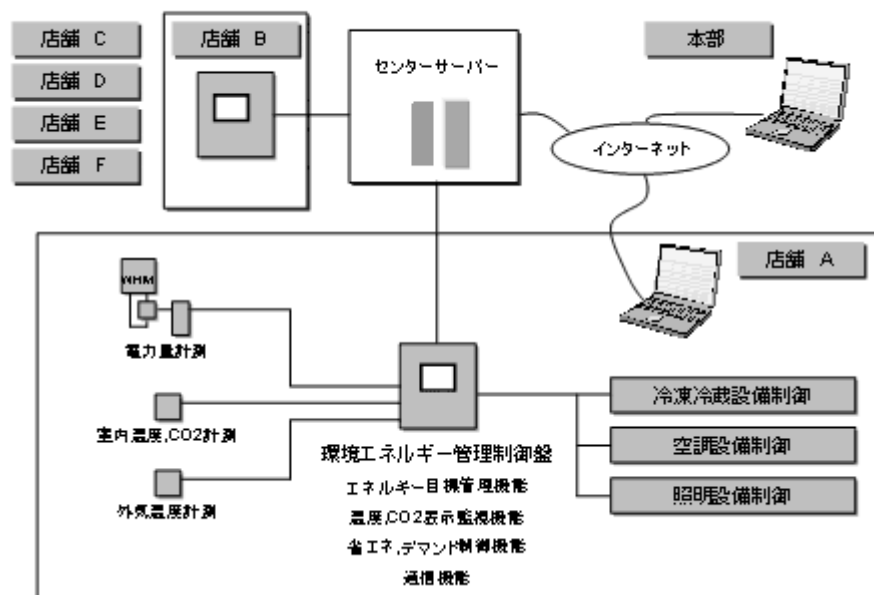 店舗 C
店舗 D
店舗 E
店舗 F
店舗 B
センターサーバー
本部
インターネット
店舗 A
WHM
電力量計測
室内温度,CO2計測
外気温度計測
環境エネルギー管理制御盤
エネルギー目標管理機能
温度,CO2表示監視機能
省エネ,デマンド制御機能
通信機能
冷凍冷蔵設備制御
空調設備制御
照明設備制御